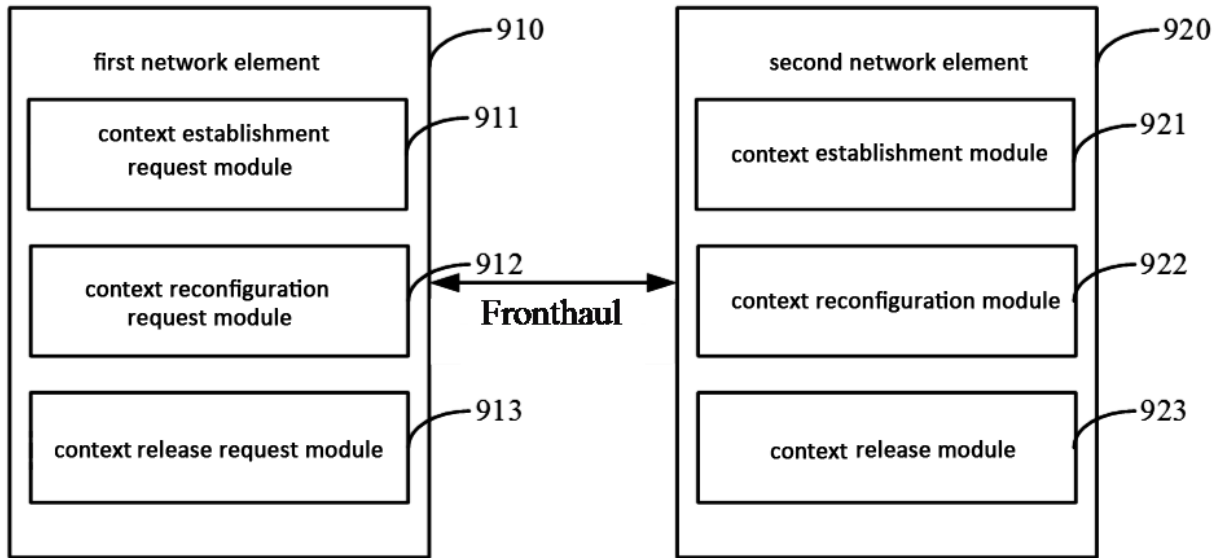 910
first network element
context establishment
request module
911
context reconfiguration
request module
912
context release request module
913
Fronthaul
920
second network element
context establishment module
921
context reconfiguration module
922
context release module
923